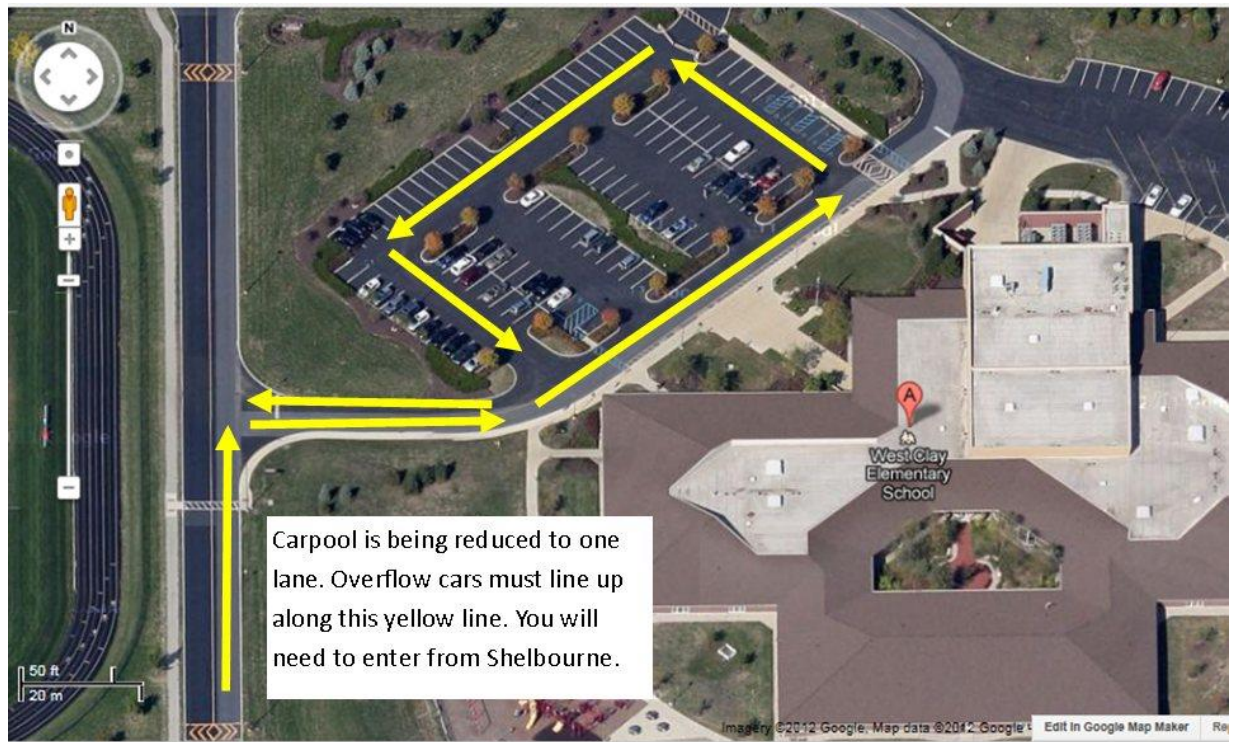 N
A
West Clay
Elementary
School
Carpool is being reduced to one
lane. Overflow cars must line up
along this yellow line. You will
need to enter from Shelbourne.
50 ft
20 m
Imagery ©2012 Google, Map data ©2012 Google -
Edit in Google Map Maker